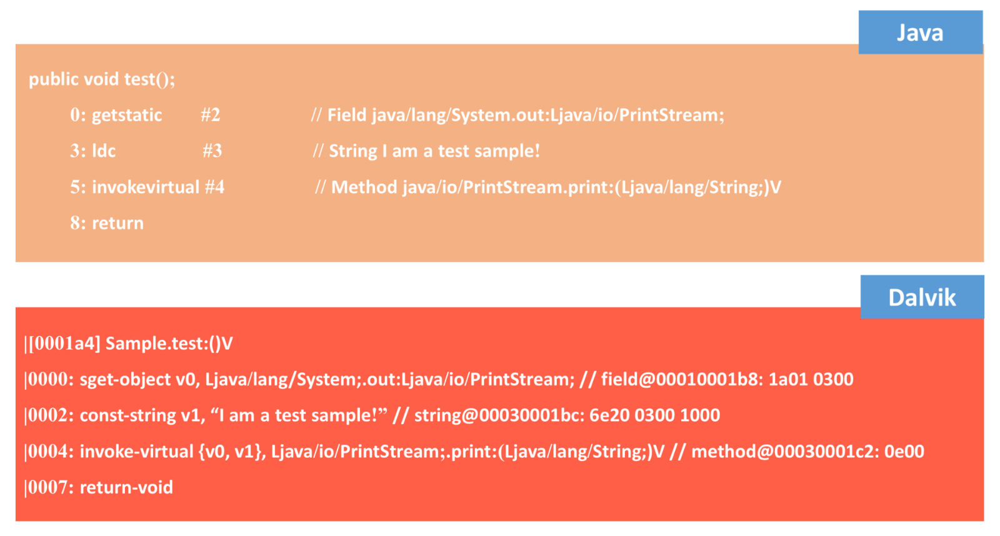 Java
public void test();
0: getstatic #2 // Field java/lang/System.out:Ljava/io/PrintStream;
3: ldc #3 // String I am a test sample!
5: invokevirtual #4 // Method java/io/PrintStream.print:(Ljava/lang/String;)V
8: return
Dalvik
|[0001a4] Sample.test:()V
|0000: sget-object v0, Ljava/lang/System;.out:Ljava/io/PrintStream; // field@00010001b8: 1a01 0300
|0002: const-string v1, “I am a test sample!” // string@00030001bc: 6e20 0300 1000
|0004: invoke-virtual {v0, v1}, Ljava/io/PrintStream;.print:(Ljava/lang/String;)V // method@00030001c2: 0e00
|0007: return-void